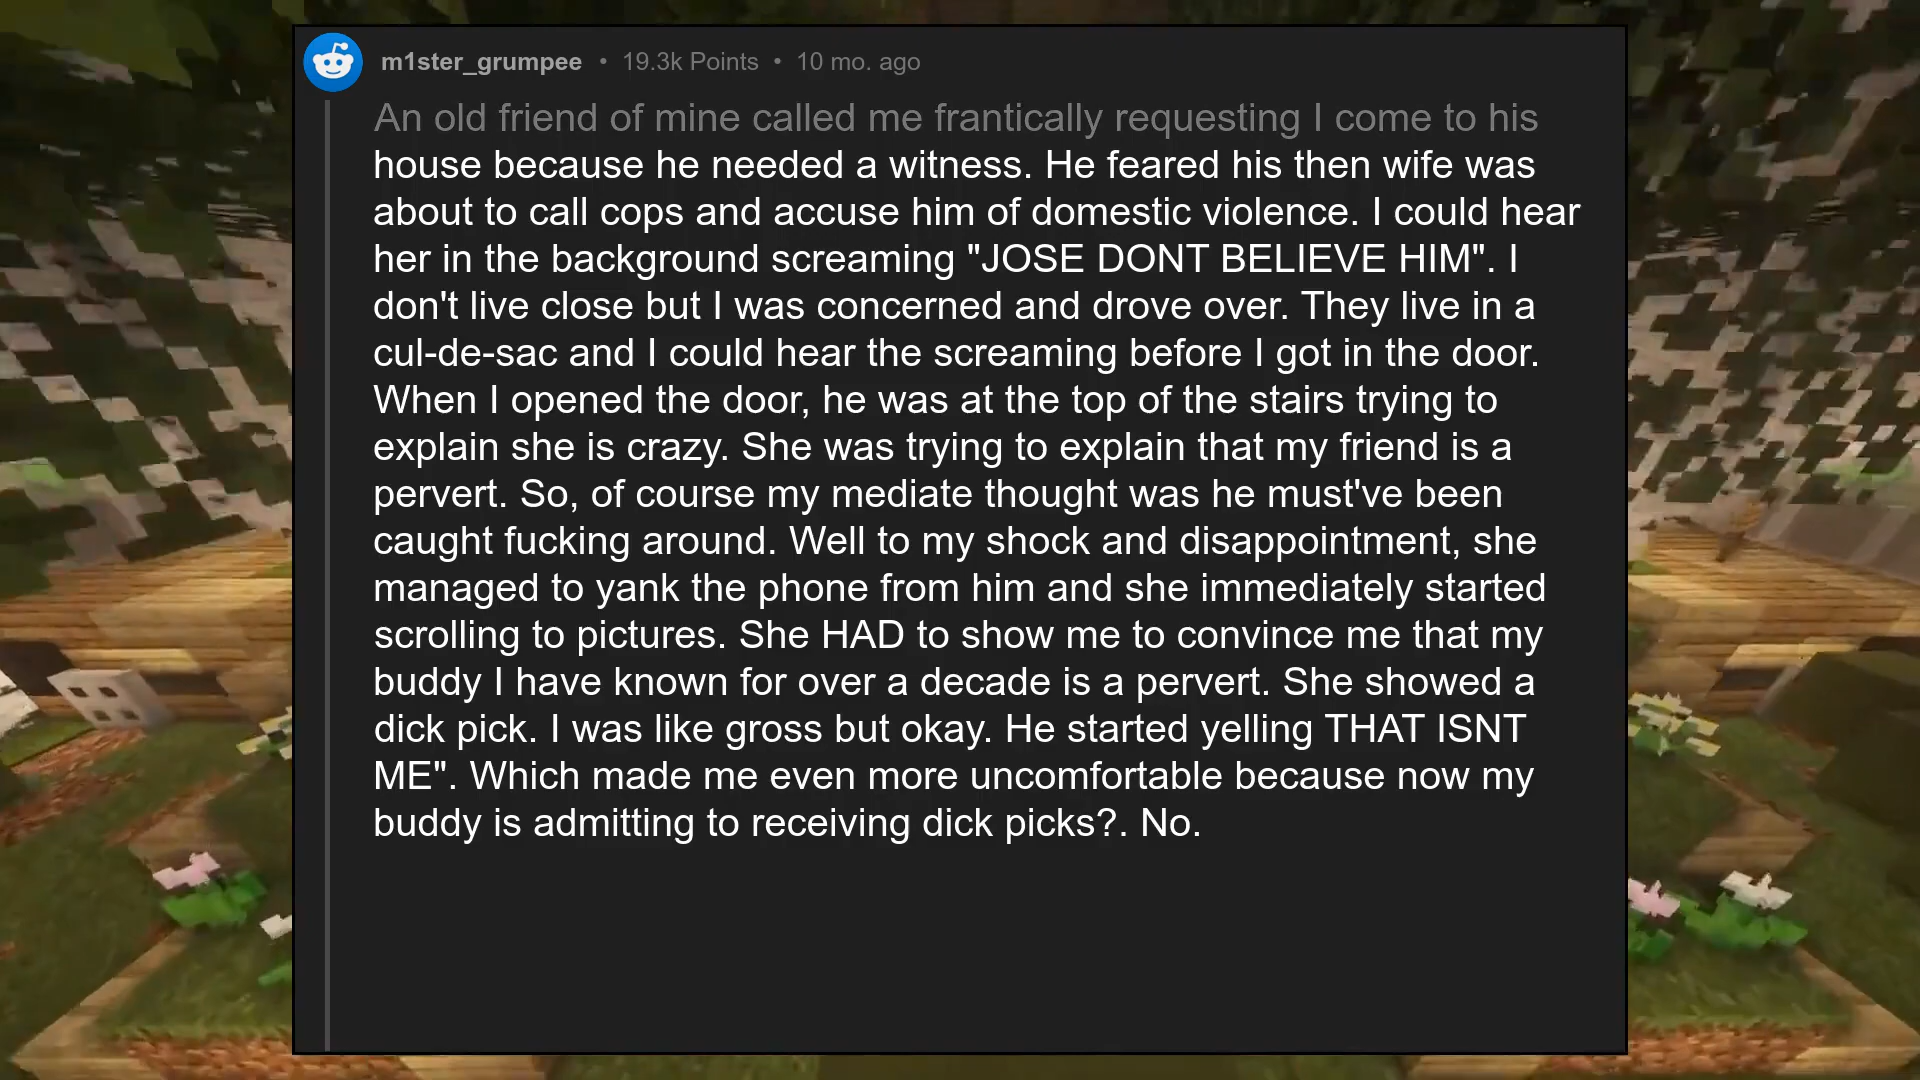 m1ster_grumpee • 19.3k Points • 10 mo. ago
An old friend of mine called me frantically requesting I come to his
house because he needed a witness. He feared his then wife was
about to call cops and accuse him of domestic violence. I could hear
her in the background screaming "JOSE DONT BELIEVE HIM". I
don't live close but I was concerned and drove over. They live in a
cul-de-sac and I could hear the screaming before I got in the door.
When I opened the door, he was at the top of the stairs trying to
explain she is crazy. She was trying to explain that my friend is a
pervert. So, of course my mediate thought was he must've been
caught fucking around. Well to my shock and disappointment, she
managed to yank the phone from him and she immediately started
scrolling to pictures. She HAD to show me to convince me that my
buddy I have known for over a decade is a pervert. She showed a
dick pick. I was like gross but okay. He started yelling THAT ISNT
ME". Which made me even more uncomfortable because now my
buddy is admitting to receiving dick picks?. No.